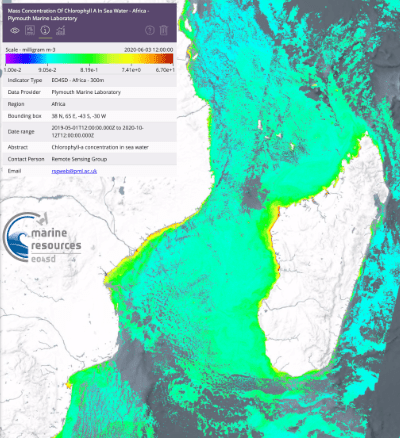 Mass Concentration Of Chlorophyll A In Sea Water - Africa -
Plymouth Marine Laboratory
Scale - milligram m-3 2020-06-03 12:00:00
1.00e-2 9.05e-2 8.19e-1 7.41e+0 6.70e+1
Indicator Type EO4SD - Africa - 300m
Data Provider Plymouth Marine Laboratory
Region Africa
Bounding box 38 N, 65 E, -43 S, -30 W
Date range 2019-05-01T12:00:00.000Z to 2020-10-
12T12:00:00.000Z
Abstract Chlorophyll-a concentration in sea water
Contact Person Remote Sensing Group
Email rsgweb@pml.ac.uk
marine
resources
eo4sd